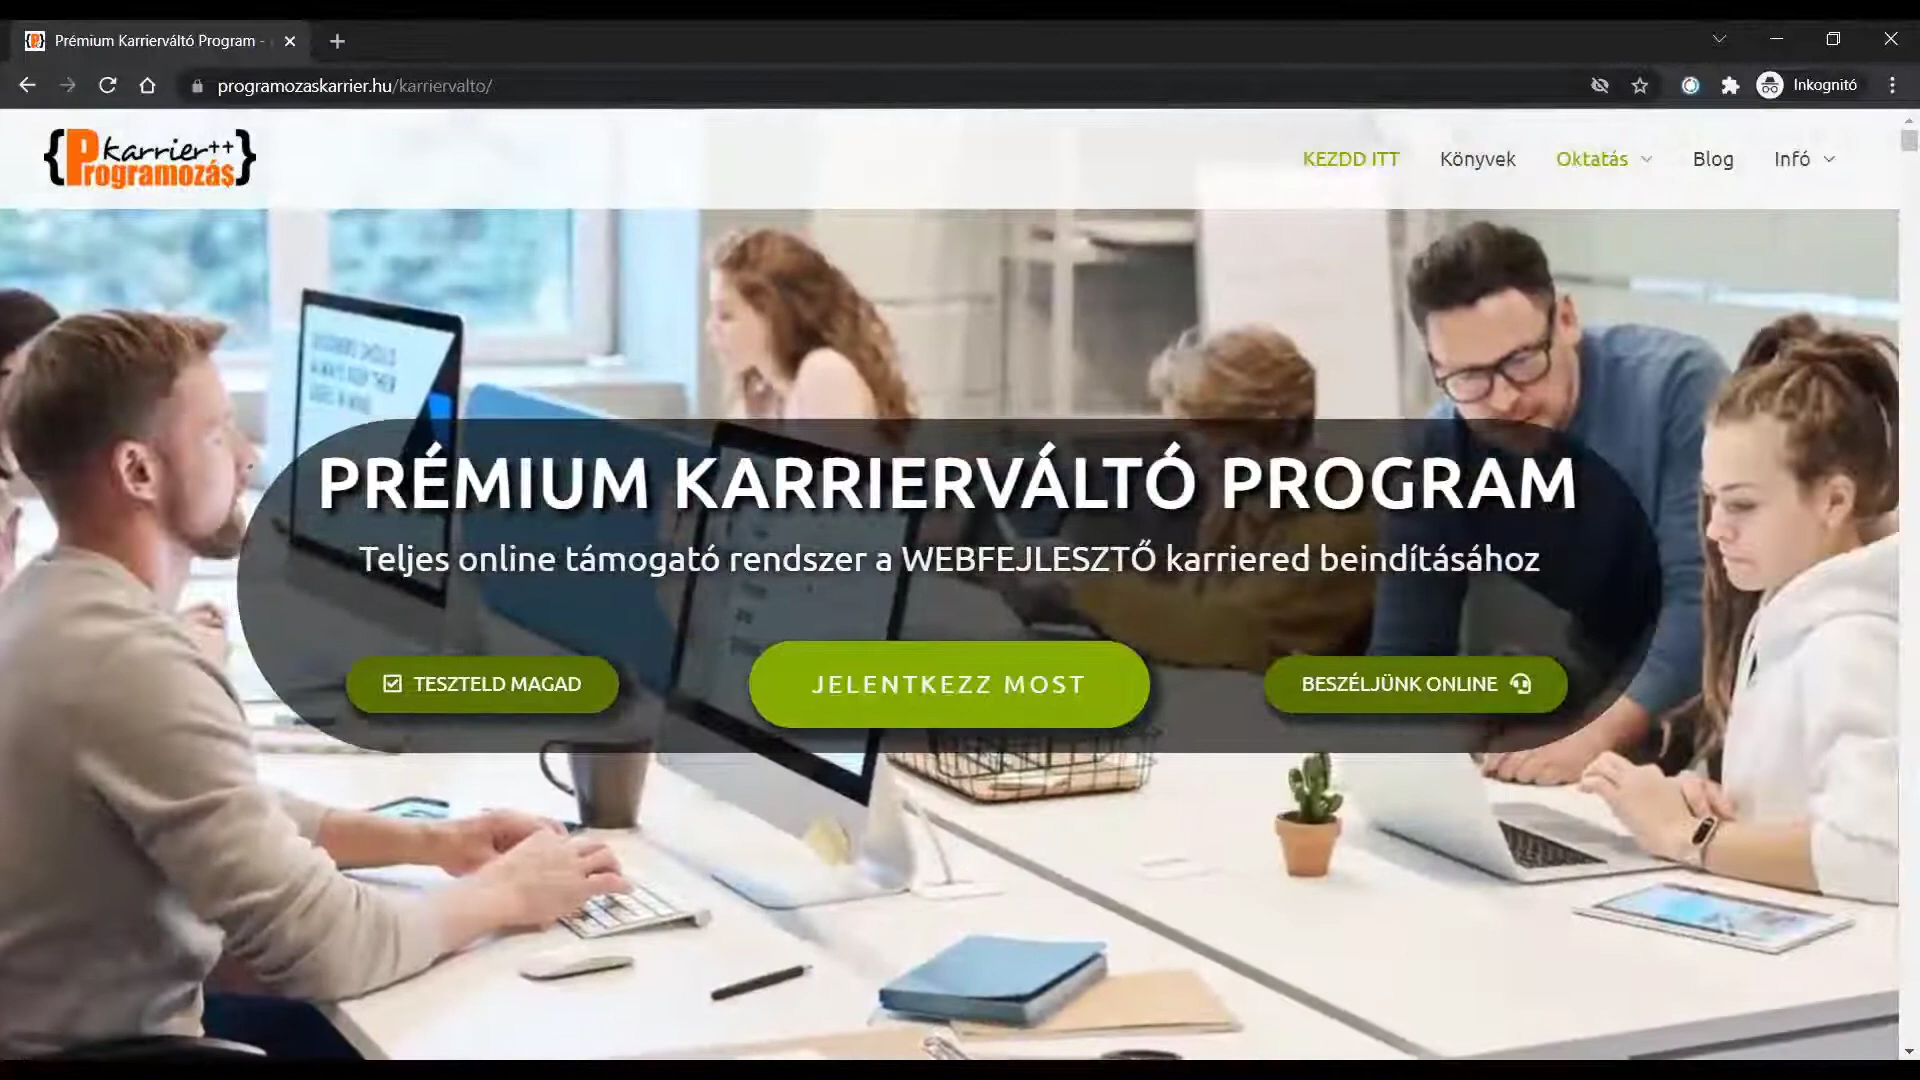 Prémium Karrierváltó Program -
programozaskarrier.hu/karriervalto/
Inkognitó
{Programozás karrier++}
KEZDD ITT
Könyvek
Oktatás
Blog
Infó
PRÉMIUM KARRIERVÁLTÓ PROGRAM
Teljes online támogató rendszer a WEBFEJLESZTŐ karriered beindításához
TESZTELD MAGAD
JELENTKEZZ MOST
BESZÉLJÜNK ONLINE